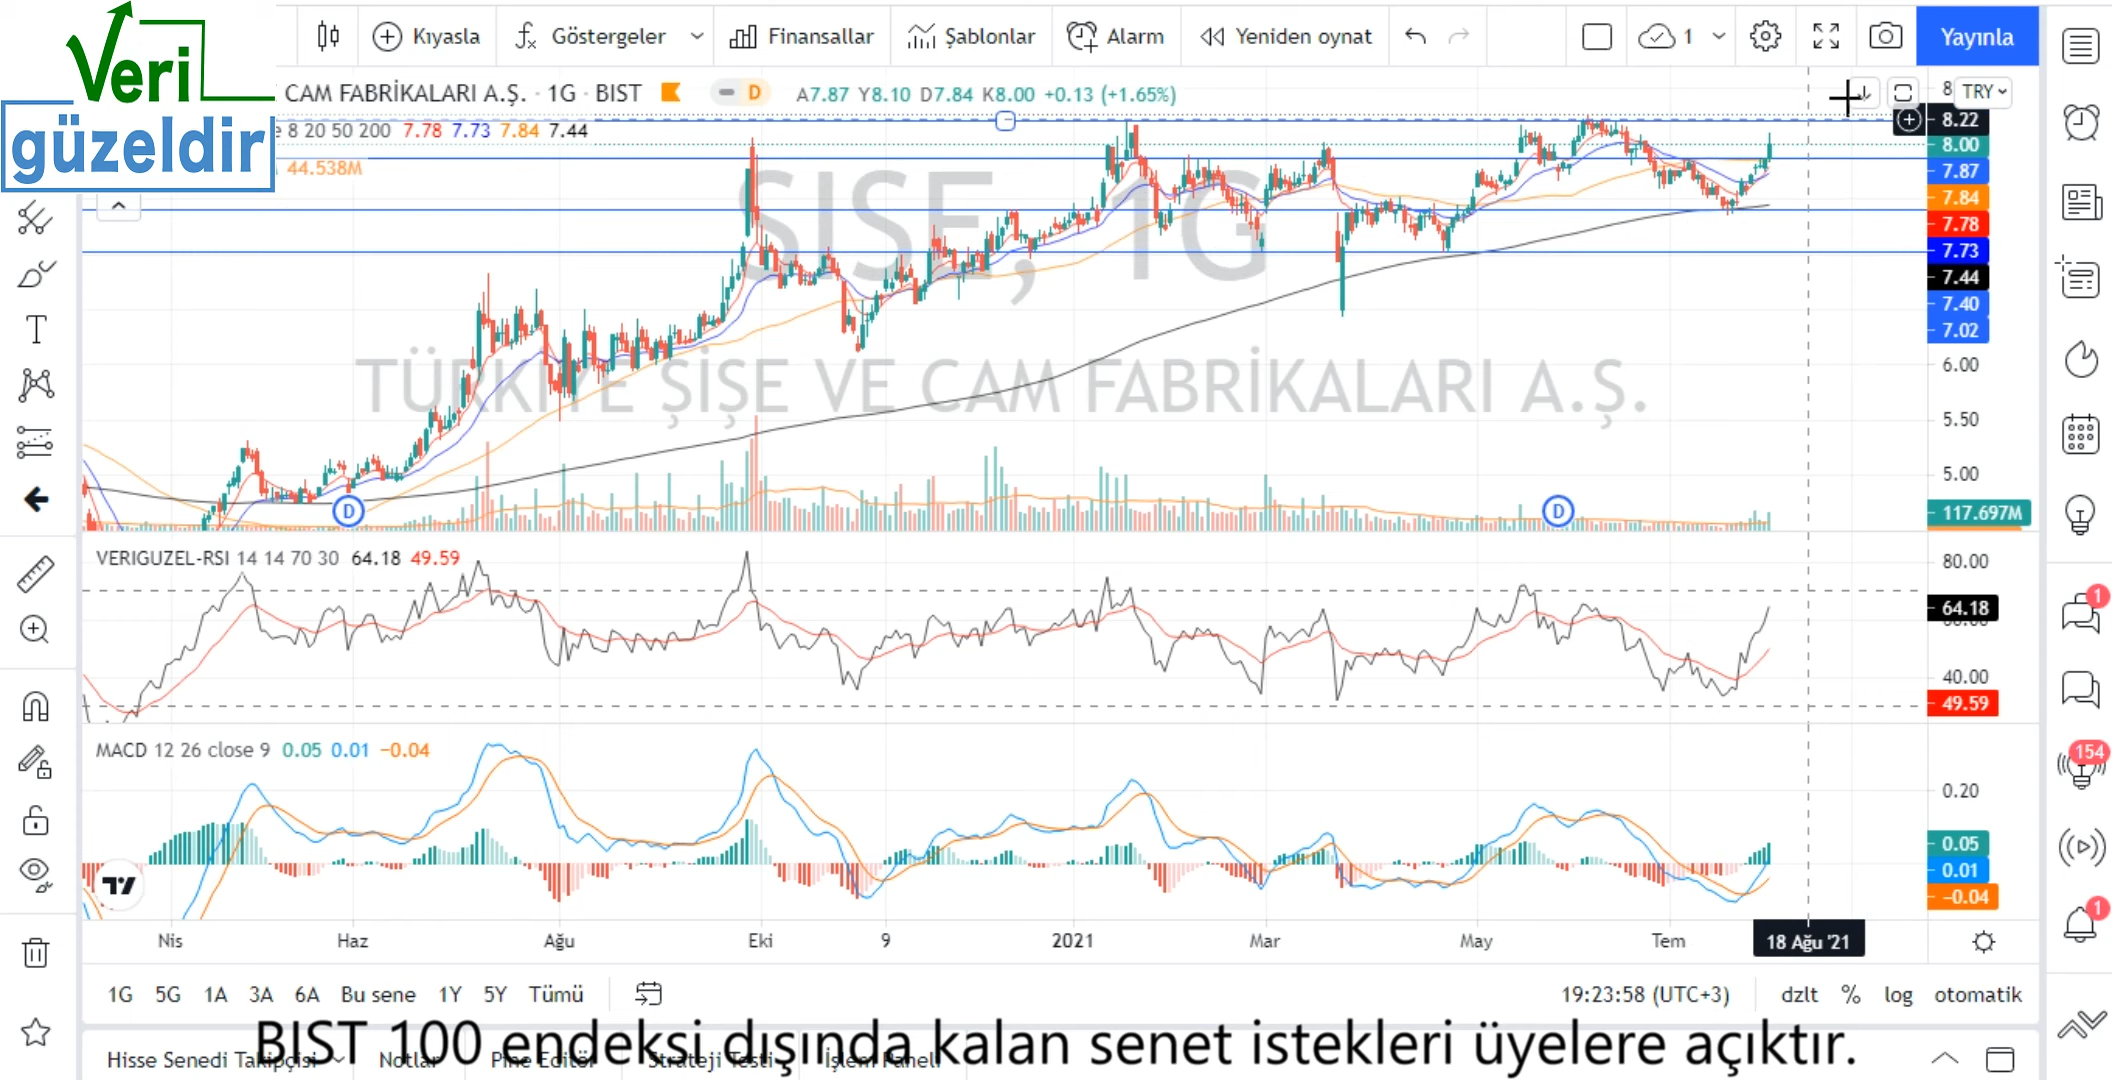 Veri
güzeldir
Kıyasla
Göstergeler
Finansallar
Şablonlar
Alarm
Yeniden oynat
1
Yayınla
CAM FABRİKALARI A.Ş. · 1G · BIST
D
A7.87 Y8.10 D7.84 K8.00 +0.13 (+1.65%)
TRY
e 8 20 50 200 7.78 7.73 7.84 7.44
44.538M
8.22
8.00
7.87
7.84
7.78
7.73
7.44
7.40
7.02
6.00
5.50
5.00
117.697M
SISE, 1G
TÜRKİYE ŞİŞE VE CAM FABRİKALARI A.Ş.
D
D
VERIGUZEL-RSI 14 14 70 30 64.18 49.59
80.00
64.18
40.00
49.59
MACD 12 26 close 9 0.05 0.01 −0.04
0.20
0.05
0.01
−0.04
Nis Haz Ağu Eki 9 2021 Mar May Tem 18 Ağu '21
1G 5G 1A 3A 6A Bu sene 1Y 5Y Tümü
19:23:58 (UTC+3)
dzlt % log otomatik
Hisse Senedi Takipçisi Notlar Pine Editör Strateji Testi İşlem Paneli
BIST 100 endeksi dışında kalan senet istekleri üyelere açıktır.
1
154
1